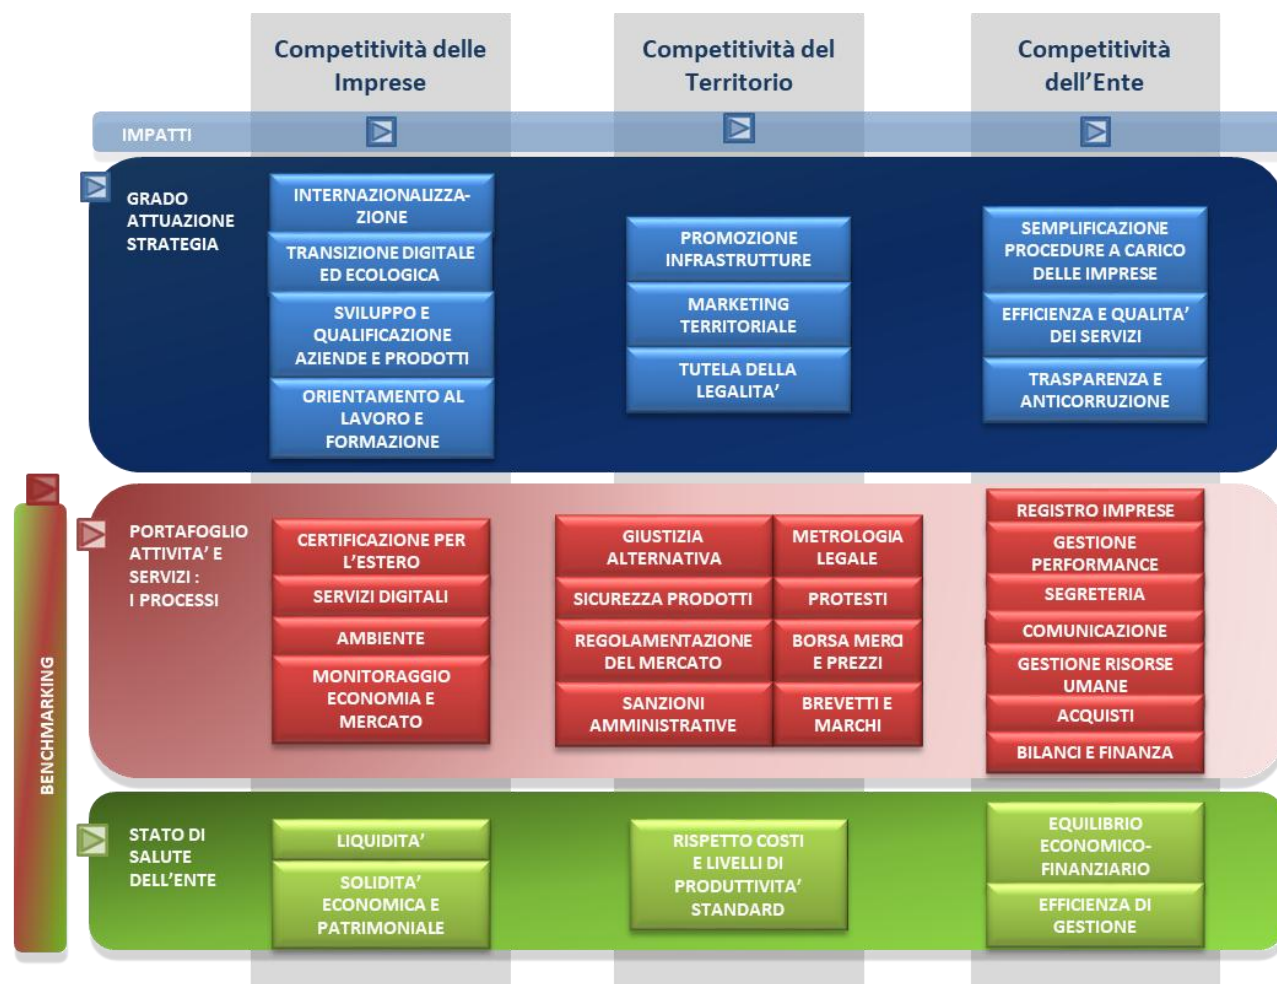 Competitività delle
Imprese
Competitività del
Territorio
Competitività
dell’Ente
IMPATTI
GRADO
ATTUAZIONE
STRATEGIA
INTERNAZIONALIZZA-
ZIONE
TRANSIZIONE DIGITALE
ED ECOLOGICA
SVILUPPO E
QUALIFICAZIONE
AZIENDE E PRODOTTI
ORIENTAMENTO AL
LAVORO E
FORMAZIONE
PROMOZIONE
INFRASTRUTTURE
MARKETING
TERRITORIALE
TUTELA DELLA
LEGALITA’
SEMPLIFICAZIONE
PROCEDURE A CARICO
DELLE IMPRESE
EFFICIENZA E QUALITA’
DEI SERVIZI
TRASPARENZA E
ANTICORRUZIONE
BENCHMARKING
PORTAFOGLIO
ATTIVITA’ E
SERVIZI :
I PROCESSI
CERTIFICAZIONE PER
L’ESTERO
SERVIZI DIGITALI
AMBIENTE
MONITORAGGIO
ECONOMIA E
MERCATO
GIUSTIZIA
ALTERNATIVA
SICUREZZA PRODOTTI
REGOLAMENTAZIONE
DEL MERCATO
SANZIONI
AMMINISTRATIVE
METROLOGIA
LEGALE
PROTESTI
BORSA MERCI
E PREZZI
BREVETTI E
MARCHI
REGISTRO IMPRESE
GESTIONE
PERFORMANCE
SEGRETERIA
COMUNICAZIONE
GESTIONE RISORSE
UMANE
ACQUISTI
BILANCI E FINANZA
STATO DI
SALUTE
DELL’ENTE
LIQUIDITA’
SOLIDITA’
ECONOMICA E
PATRIMONIALE
RISPETTO COSTI
E LIVELLI DI
PRODUTTIVITA’
STANDARD
EQUILIBRIO
ECONOMICO-
FINANZIARIO
EFFICIENZA DI
GESTIONE